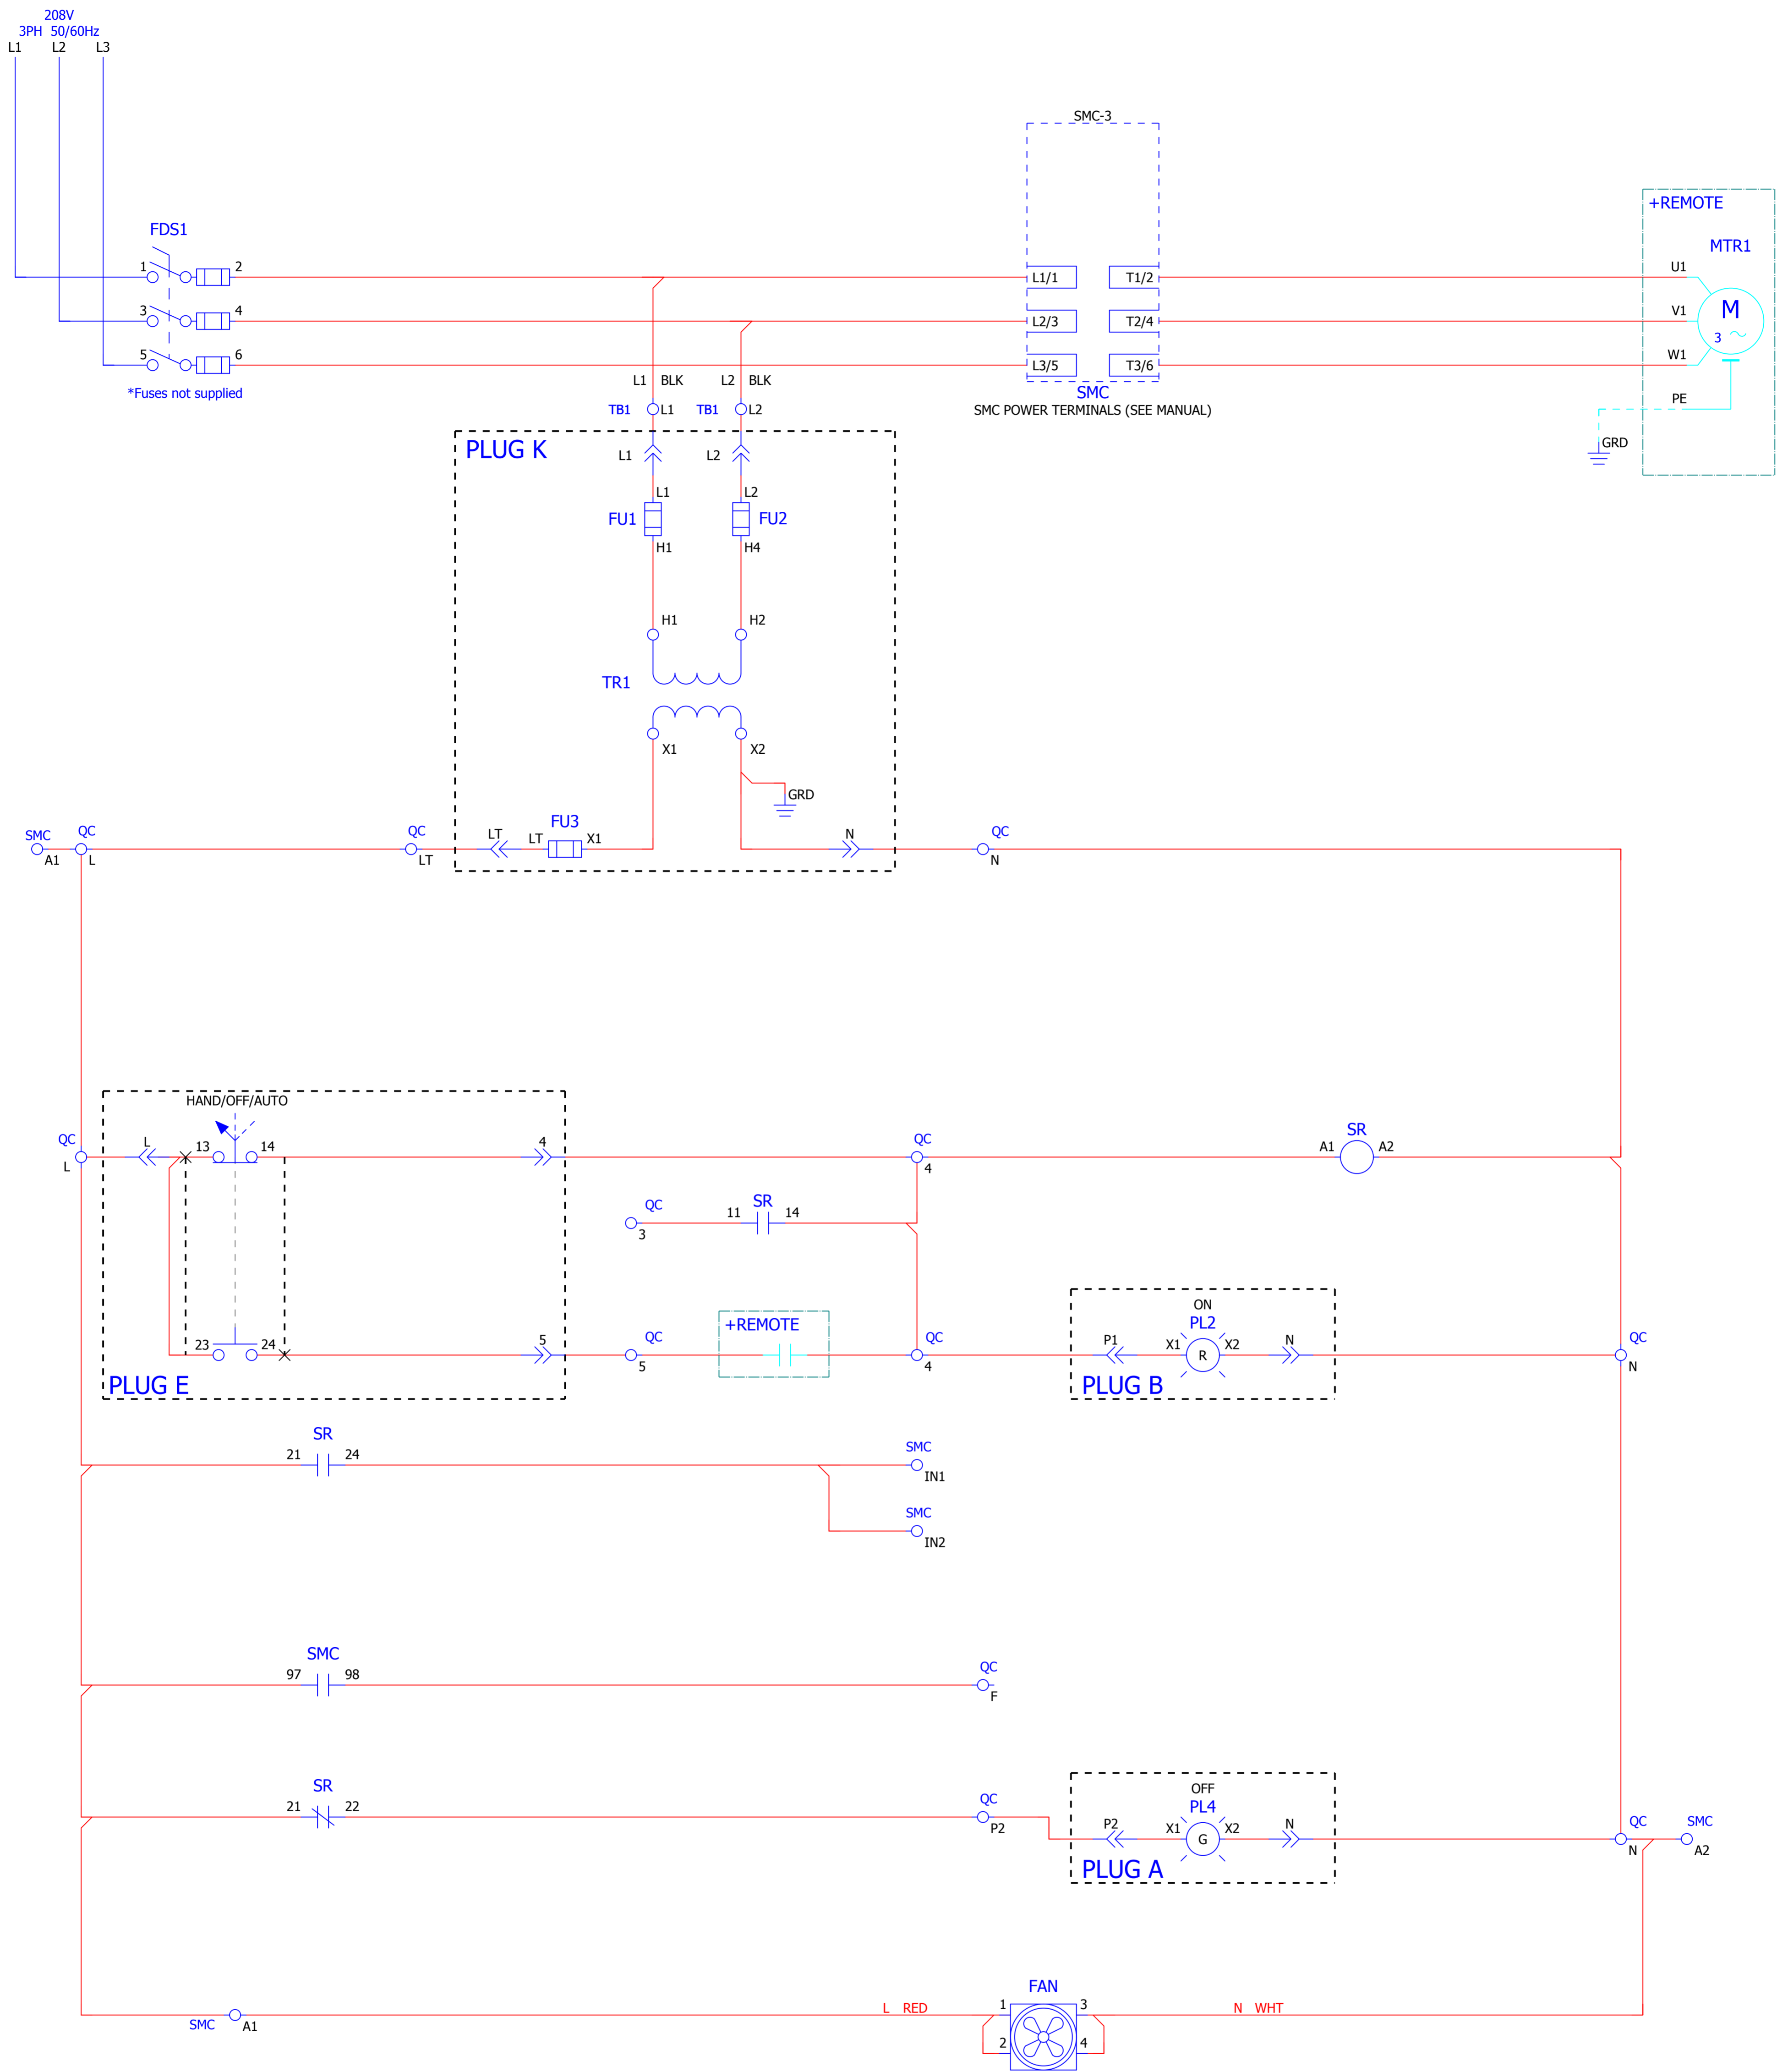 208V
3PH 50/60Hz
L1 L2 L3
SMC-3
+REMOTE
MTR1
FDS1
1 2
L1/1 T1/2
U1
3 4
L2/3 T2/4
V1
M
3
5 6
L3/5 T3/6
W1
*Fuses not supplied
L1 BLK L2 BLK
SMC
SMC POWER TERMINALS (SEE MANUAL)
PE
TB1 L1 TB1 L2
GRD
PLUG K
L1 L2
L1 L2
FU1 FU2
H1 H4
H1 H2
TR1
X1 X2
GRD
SMC QC QC FU3 QC
LT LT X1 N
A1 L LT N
HAND/OFF/AUTO
QC L 13 14 4 QC SR
A1 A2
L 4
QC 11 SR 14
3
+REMOTE
ON
PL2
23 24 5 QC QC P1 X1 R X2 N QC
5 4 N
PLUG E
PLUG B
SR
21 24
SMC
IN1
SMC
IN2
SMC
97 98
QC
F
SR
21 22
QC
P2
OFF
PL4
P2 X1 G X2 N
QC SMC
N A2
PLUG A
FAN
L RED 1 3 N WHT
SMC A1
2 4